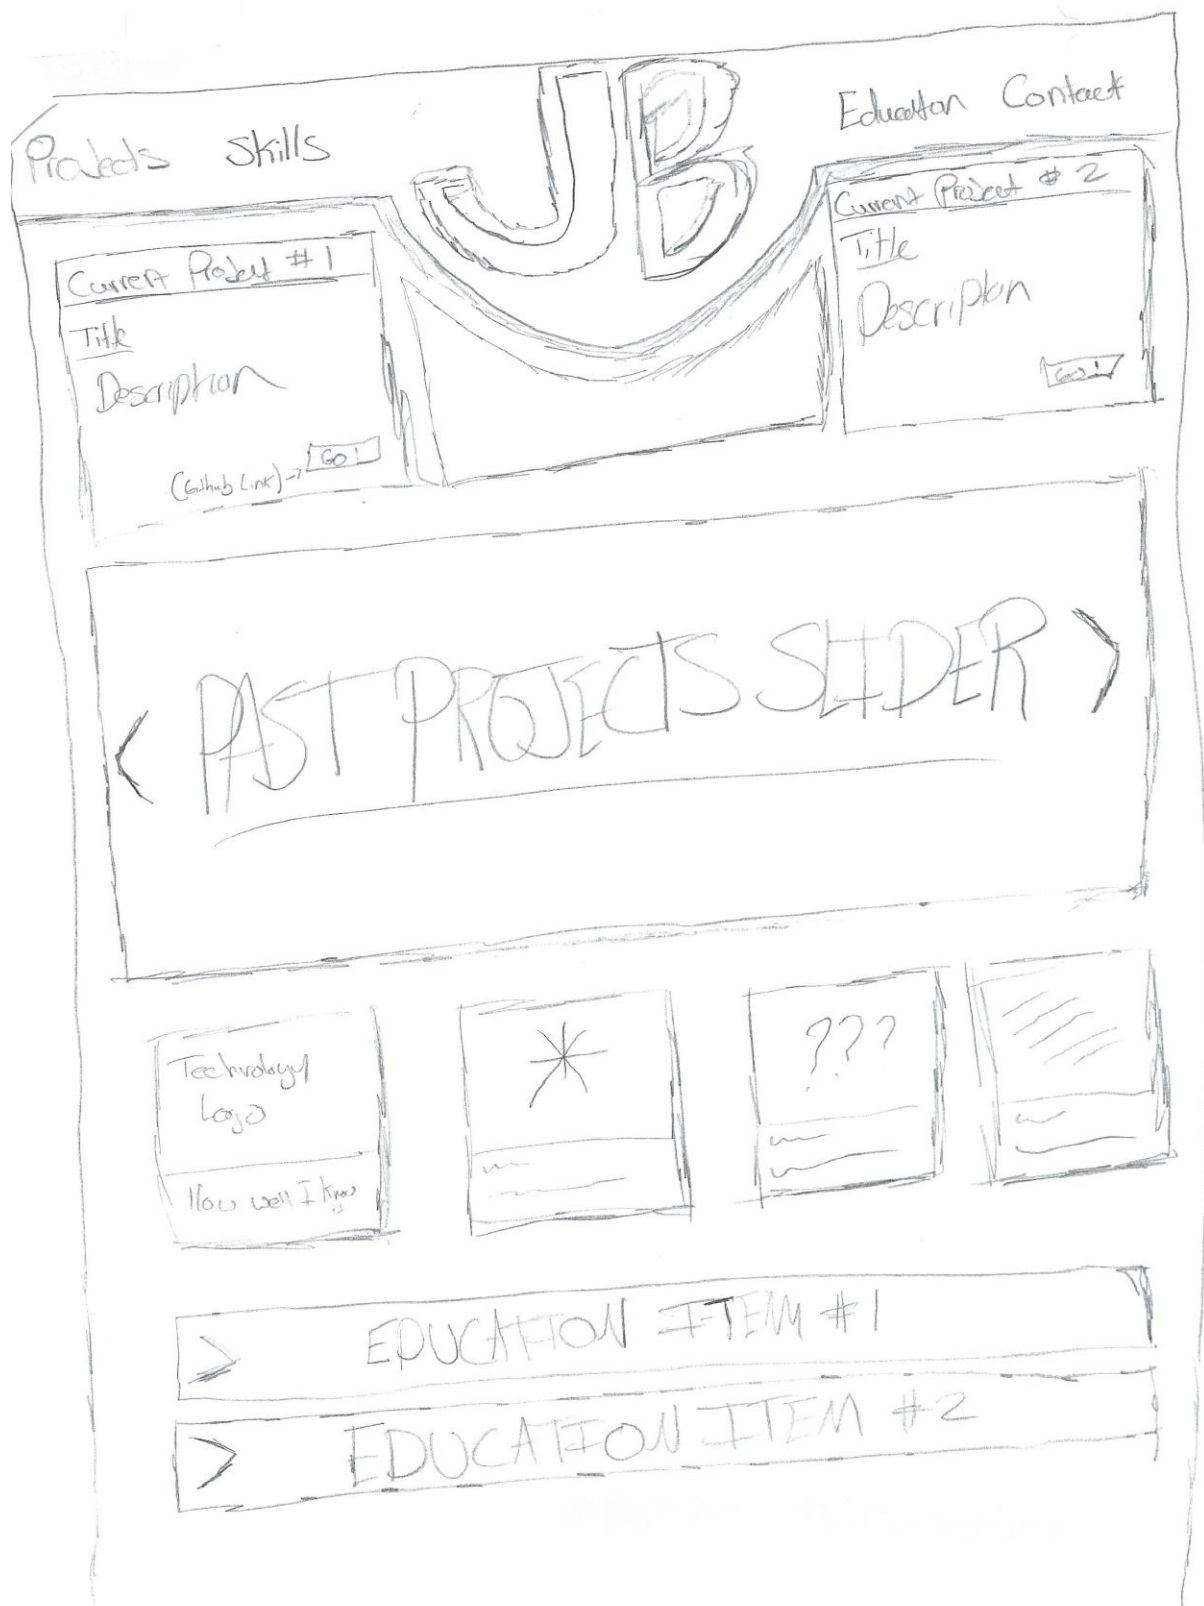 Projects Skills JB Education Contact
Current Project #1
Title
Description
(Github Link)→ GO!
Current Project #2
Title
Description
GO!
< PAST PROJECTS SLIDER >
Technology
Logo
How well I know
it
???
> EDUCATION ITEM #1
> EDUCATION ITEM #2